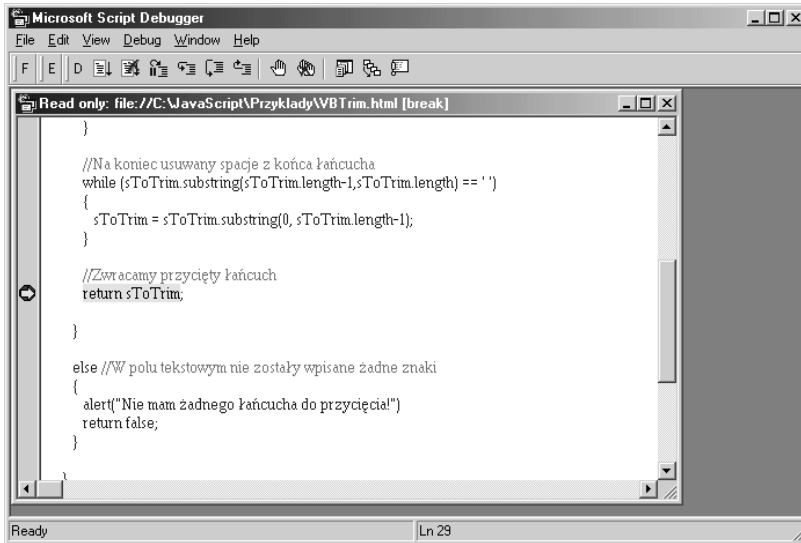 Microsoft Script Debugger
File Edit View Debug Window Help
F E D
Read only: file://C:\JavaScript\Przyklady\VBTrim.html [break]
}
//Na koniec usuwany spacje z końca łańcucha
while (sToTrim.substring(sToTrim.length-1,sToTrim.length) == ' ')
{
sToTrim = sToTrim.substring(0, sToTrim.length-1);
}
//Zwracamy przycięty łańcuch
return sToTrim;
}
else //W polu tekstowym nie zostały wpisane żadne znaki
{
alert("Nie mam żadnego łańcucha do przycięcia!")
return false;
}
}
Ready Ln 29